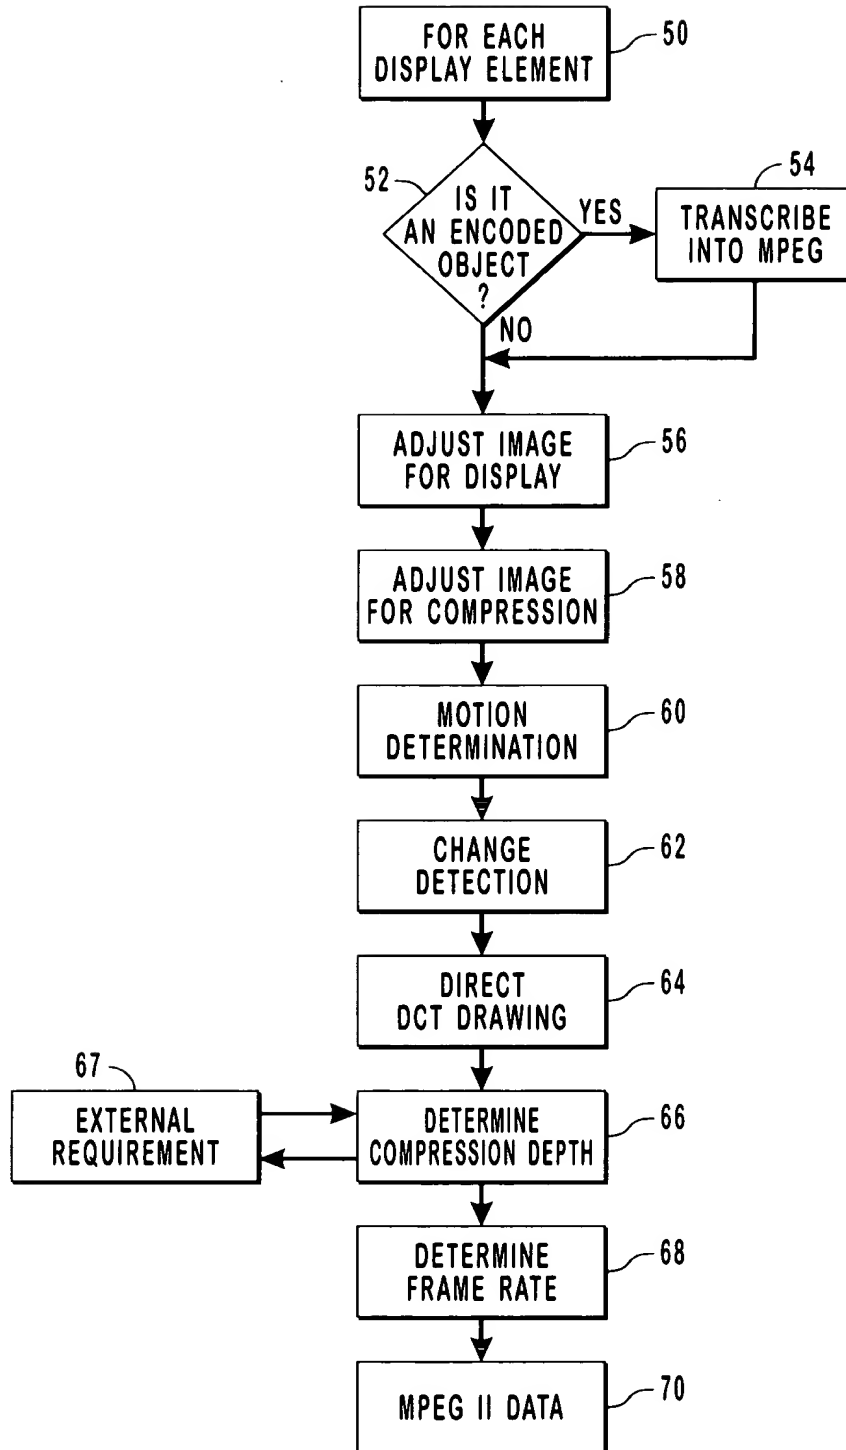 FOR EACH
DISPLAY ELEMENT
50
52
IS IT
AN ENCODED
OBJECT
?
YES
NO
54
TRANSCRIBE
INTO MPEG
ADJUST IMAGE
FOR DISPLAY
56
ADJUST IMAGE
FOR COMPRESSION
58
MOTION
DETERMINATION
60
CHANGE
DETECTION
62
DIRECT
DCT DRAWING
64
67
EXTERNAL
REQUIREMENT
DETERMINE
COMPRESSION DEPTH
66
DETERMINE
FRAME RATE
68
MPEG II DATA
70